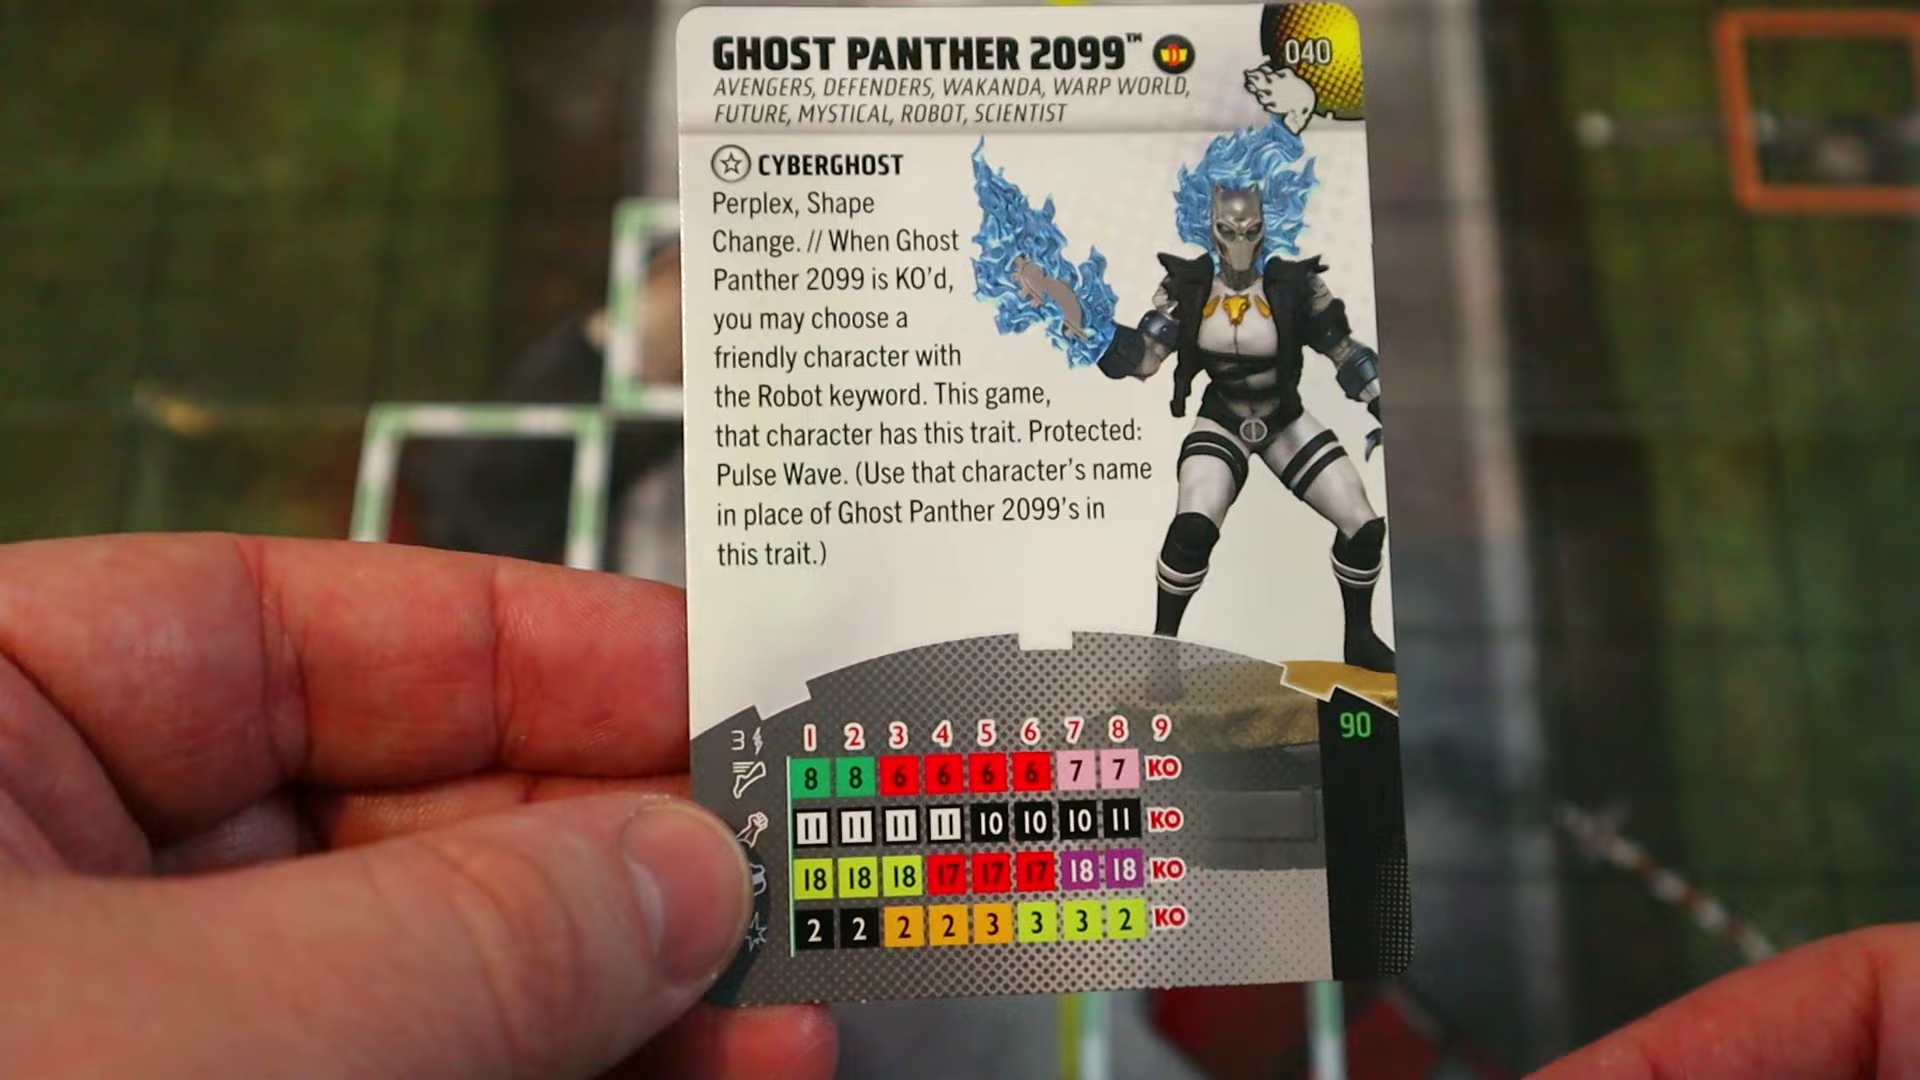 GHOST PANTHER 2099™ D
040
AVENGERS, DEFENDERS, WAKANDA, WARP WORLD,
FUTURE, MYSTICAL, ROBOT, SCIENTIST
CYBERGHOST
Perplex, Shape
Change. // When Ghost
Panther 2099 is KO'd,
you may choose a
friendly character with
the Robot keyword. This game,
that character has this trait. Protected:
Pulse Wave. (Use that character's name
in place of Ghost Panther 2099's in
this trait.)
3 1 2 3 4 5 6 7 8 9
90
8 8 6 6 6 6 7 7 KO
11 11 11 11 10 10 10 11 KO
18 18 18 17 17 17 18 18 KO
2 2 2 2 3 3 3 2 KO